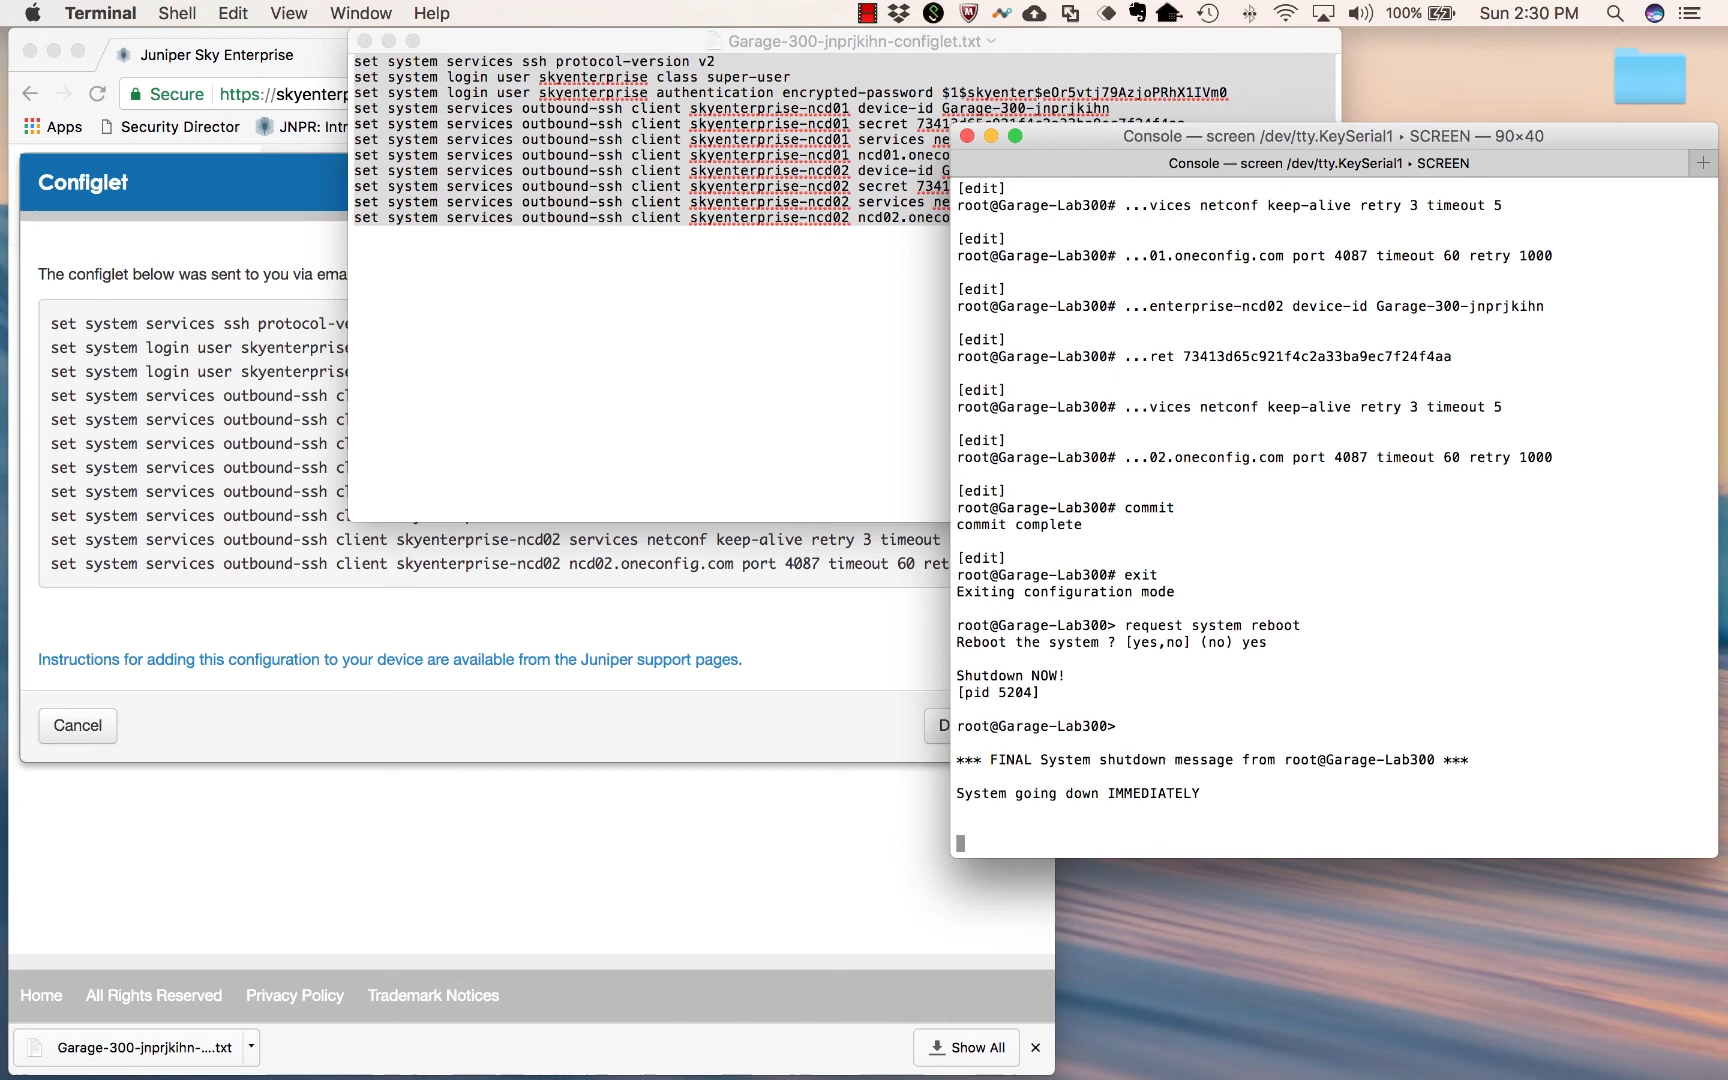 Terminal Shell Edit View Window Help
100% Sun 2:30 PM
Juniper Sky Enterprise
Secure https://skyenterp
Apps Security Director JNPR: Int
Configlet
The configlet below was sent to you via ema
set system services ssh protocol-ve
set system login user skyenterprise
set system login user skyenterprise
set system services outbound-ssh cl
set system services outbound-ssh cl
set system services outbound-ssh cl
set system services outbound-ssh cl
set system services outbound-ssh cl
set system services outbound-ssh cl
set system services outbound-ssh client skyenterprise-ncd02 services netconf keep-alive retry 3 timeout
set system services outbound-ssh client skyenterprise-ncd02 ncd02.oneconfig.com port 4087 timeout 60 ret
Instructions for adding this configuration to your device are available from the Juniper support pages.
Cancel
D
Home All Rights Reserved Privacy Policy Trademark Notices
Garage-300-jnprjkihn-....txt
Show All
Garage-300-jnprjkihn-configlet.txt
set system services ssh protocol-version v2
set system login user skyenterprise class super-user
set system login user skyenterprise authentication encrypted-password $1$skyenter$eOr5vtj79AzjoPRhX1IVm0
set system services outbound-ssh client skyenterprise-ncd01 device-id Garage-300-jnprjkihn
set system services outbound-ssh client skyenterprise-ncd01 secret 73413d65c921f4c2a33ba9ec7f24f4aa
set system services outbound-ssh client skyenterprise-ncd01 services ne
set system services outbound-ssh client skyenterprise-ncd01 ncd01.oneco
set system services outbound-ssh client skyenterprise-ncd02 device-id G
set system services outbound-ssh client skyenterprise-ncd02 secret 7341
set system services outbound-ssh client skyenterprise-ncd02 services ne
set system services outbound-ssh client skyenterprise-ncd02 ncd02.oneco
Console — screen /dev/tty.KeySerial1 ▸ SCREEN — 90×40
Console — screen /dev/tty.KeySerial1 ▸ SCREEN
[edit]
root@Garage-Lab300# ...vices netconf keep-alive retry 3 timeout 5
[edit]
root@Garage-Lab300# ...01.oneconfig.com port 4087 timeout 60 retry 1000
[edit]
root@Garage-Lab300# ...enterprise-ncd02 device-id Garage-300-jnprjkihn
[edit]
root@Garage-Lab300# ...ret 73413d65c921f4c2a33ba9ec7f24f4aa
[edit]
root@Garage-Lab300# ...vices netconf keep-alive retry 3 timeout 5
[edit]
root@Garage-Lab300# ...02.oneconfig.com port 4087 timeout 60 retry 1000
[edit]
root@Garage-Lab300# commit
commit complete
[edit]
root@Garage-Lab300# exit
Exiting configuration mode
root@Garage-Lab300> request system reboot
Reboot the system ? [yes,no] (no) yes
Shutdown NOW!
[pid 5204]
root@Garage-Lab300>
*** FINAL System shutdown message from root@Garage-Lab300 ***
System going down IMMEDIATELY